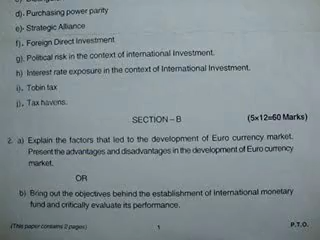 d). Purchasing power parity
e). Strategic Alliance
f). Foreign Direct Investment
g). Political risk in the context of international Investment.
h) Interest rate exposure in the context of International Investment.
i). Tobin tax
j). Tax havens.
SECTION – B (5x12=60 Marks)
2. a) Explain the factors that led to the development of Euro currency market.
Present the advantages and disadvantages in the development of Euro currency
market.
OR
b) Bring out the objectives behind the establishment of International monetary
fund and critically evaluate its performance.
(This paper contains 2 pages) 1 P.T.O.